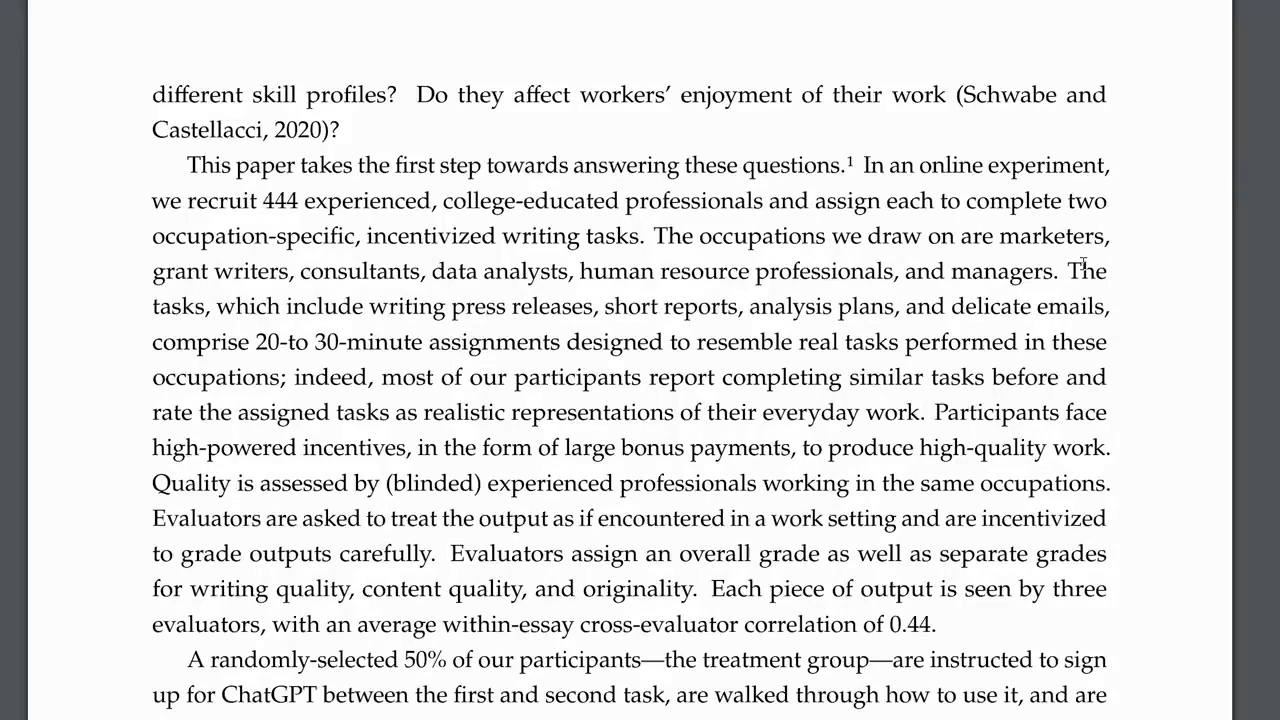 different skill profiles? Do they affect workers’ enjoyment of their work (Schwabe and
Castellacci, 2020)?
This paper takes the first step towards answering these questions.¹ In an online experiment,
we recruit 444 experienced, college-educated professionals and assign each to complete two
occupation-specific, incentivized writing tasks. The occupations we draw on are marketers,
grant writers, consultants, data analysts, human resource professionals, and managers. The
tasks, which include writing press releases, short reports, analysis plans, and delicate emails,
comprise 20-to 30-minute assignments designed to resemble real tasks performed in these
occupations; indeed, most of our participants report completing similar tasks before and
rate the assigned tasks as realistic representations of their everyday work. Participants face
high-powered incentives, in the form of large bonus payments, to produce high-quality work.
Quality is assessed by (blinded) experienced professionals working in the same occupations.
Evaluators are asked to treat the output as if encountered in a work setting and are incentivized
to grade outputs carefully. Evaluators assign an overall grade as well as separate grades
for writing quality, content quality, and originality. Each piece of output is seen by three
evaluators, with an average within-essay cross-evaluator correlation of 0.44.
A randomly-selected 50% of our participants—the treatment group—are instructed to sign
up for ChatGPT between the first and second task, are walked through how to use it, and are